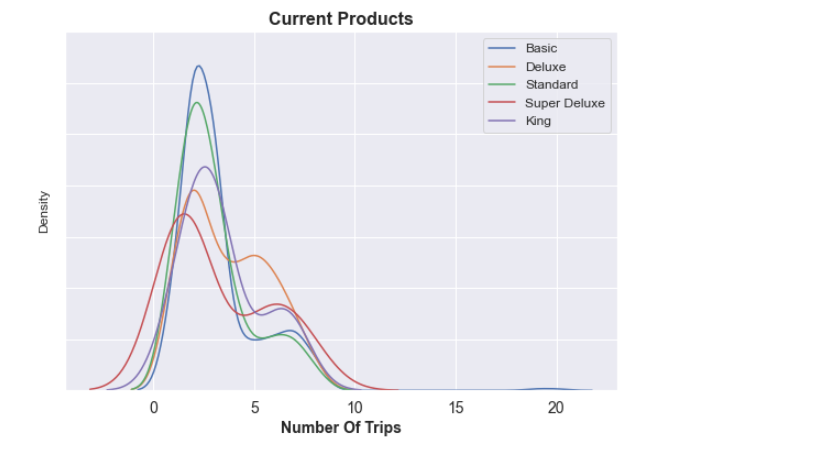 Current Products
Basic
Deluxe
Standard
Super Deluxe
King
Density
0 5 10 15 20
Number Of Trips